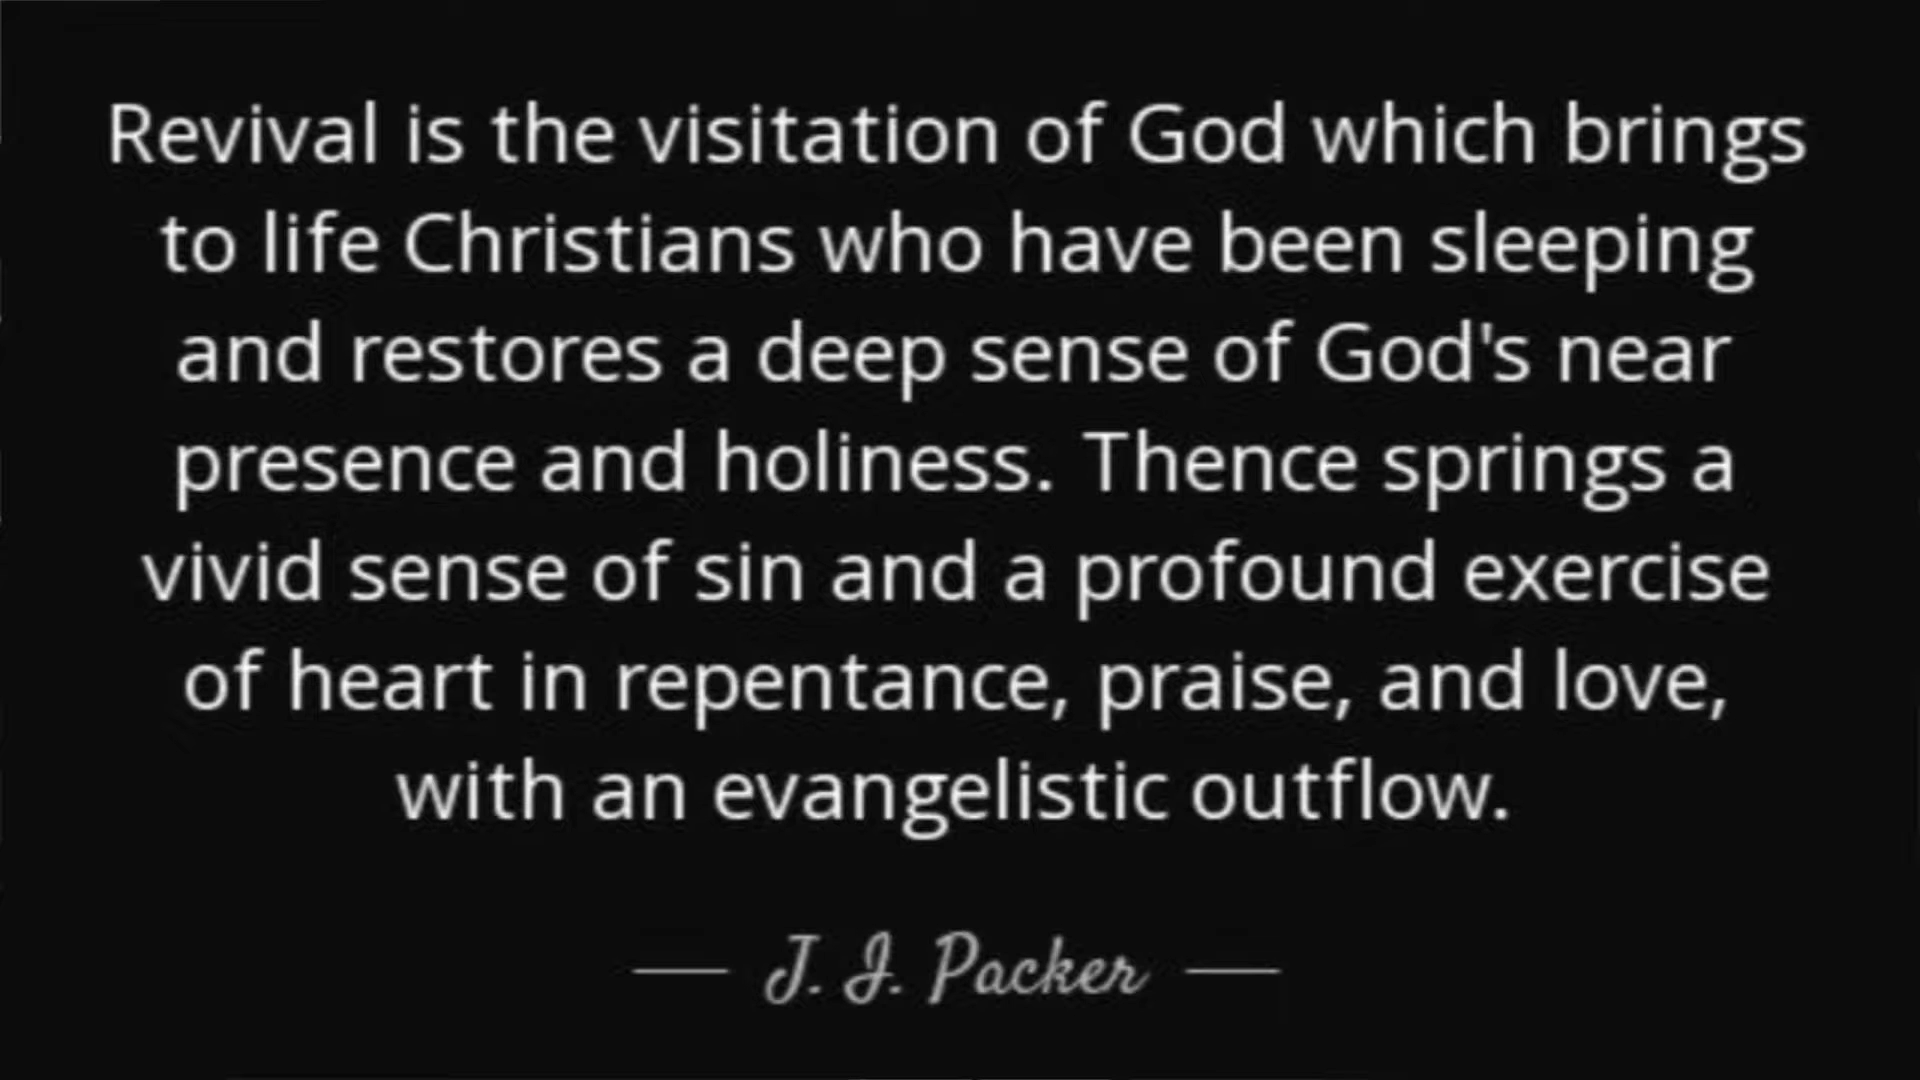 Revival is the visitation of God which brings
to life Christians who have been sleeping
and restores a deep sense of God's near
presence and holiness. Thence springs a
vivid sense of sin and a profound exercise
of heart in repentance, praise, and love,
with an evangelistic outflow.
— J. I. Packer —